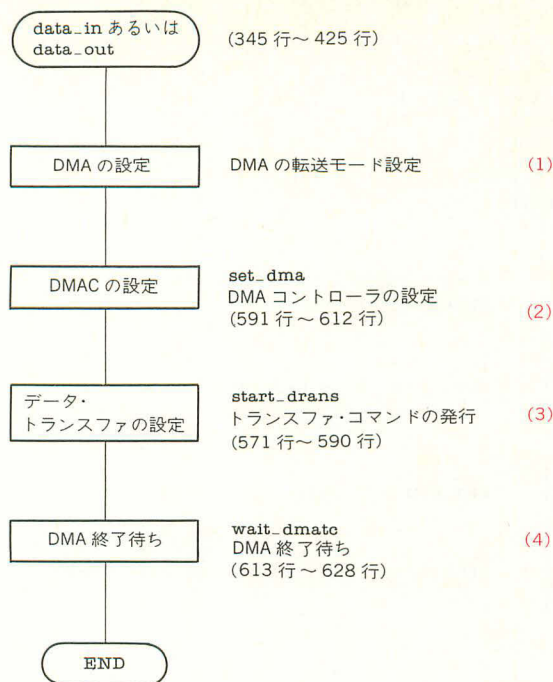 data_in あるいは
data_out
(345 行～ 425 行)
DMA の設定
DMA の転送モード設定
(1)
DMAC の設定
set_dma
DMA コントローラの設定
(591 行～ 612 行)
(2)
データ・
トランスファの設定
start_drans
トランスファ・コマンドの発行
(571 行～ 590 行)
(3)
DMA 終了待ち
wait_dmatc
DMA 終了待ち
(613 行～ 628 行)
(4)
END